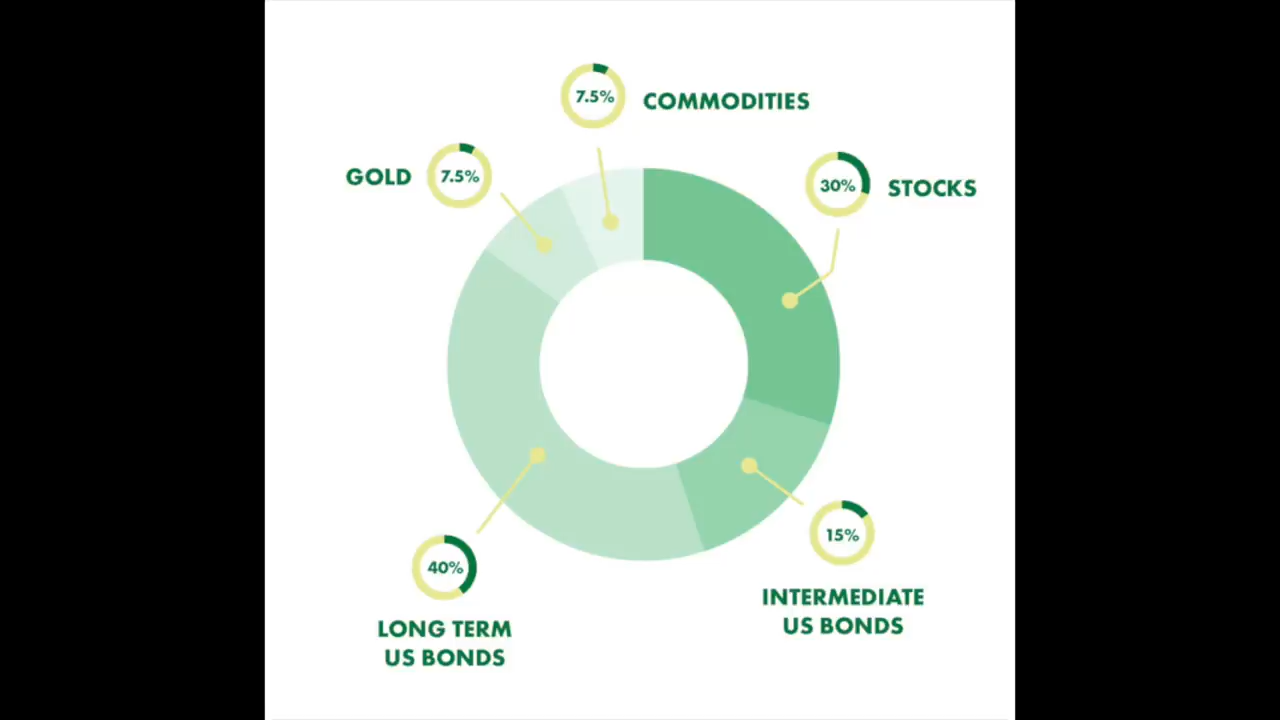 7.5%
COMMODITIES
GOLD
7.5%
30%
STOCKS
15%
INTERMEDIATE
US BONDS
40%
LONG TERM
US BONDS